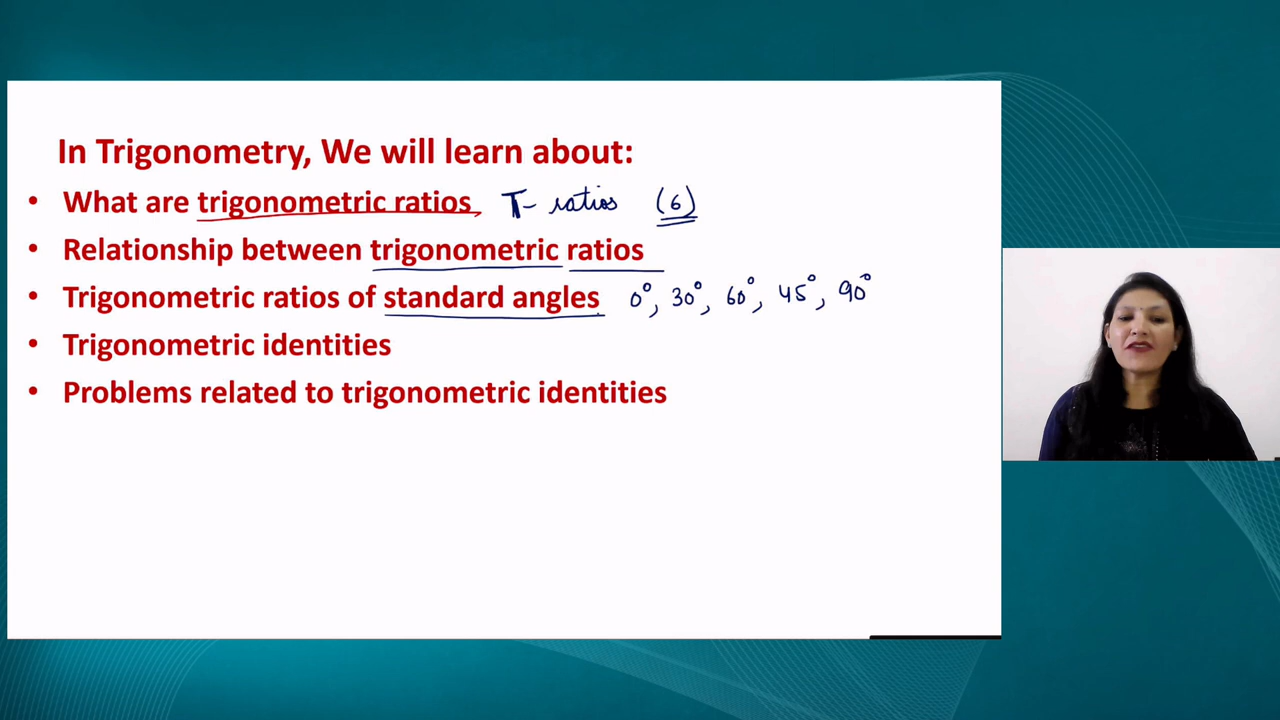 In Trigonometry, We will learn about:
• What are trigonometric ratios T- ratios (6)
• Relationship between trigonometric ratios
• Trigonometric ratios of standard angles 0°, 30°, 60°, 45°, 90°
• Trigonometric identities
• Problems related to trigonometric identities